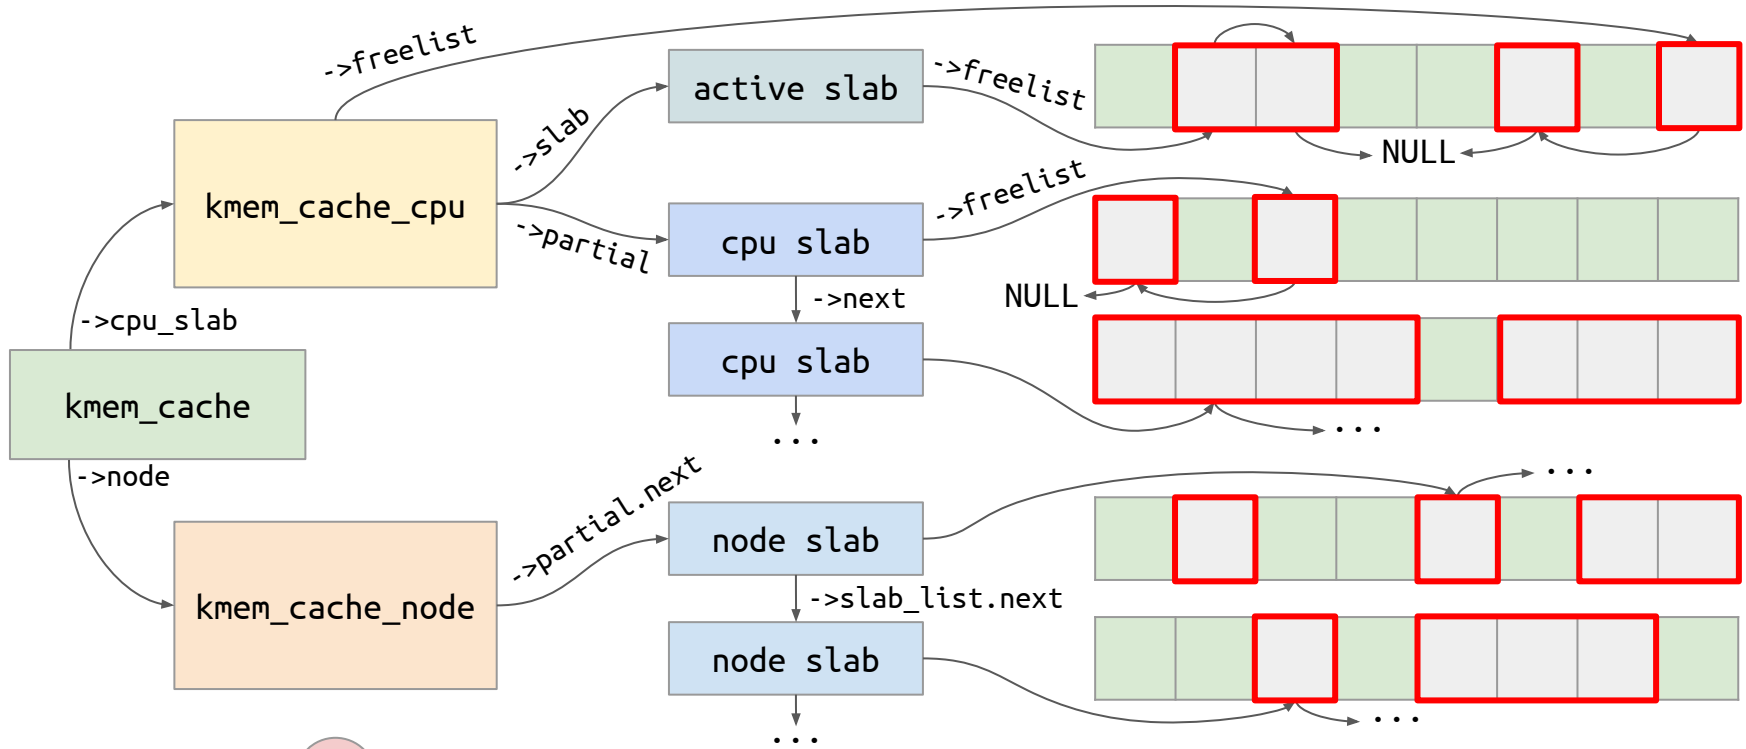 ->freelist
active slab
->freelist
->slab
NULL
kmem_cache_cpu
->freelist
->partial
cpu slab
->next
NULL
->cpu_slab
cpu slab
kmem_cache
...
...
->node
->partial.next
...
node slab
kmem_cache_node
->slab_list.next
node slab
...
...